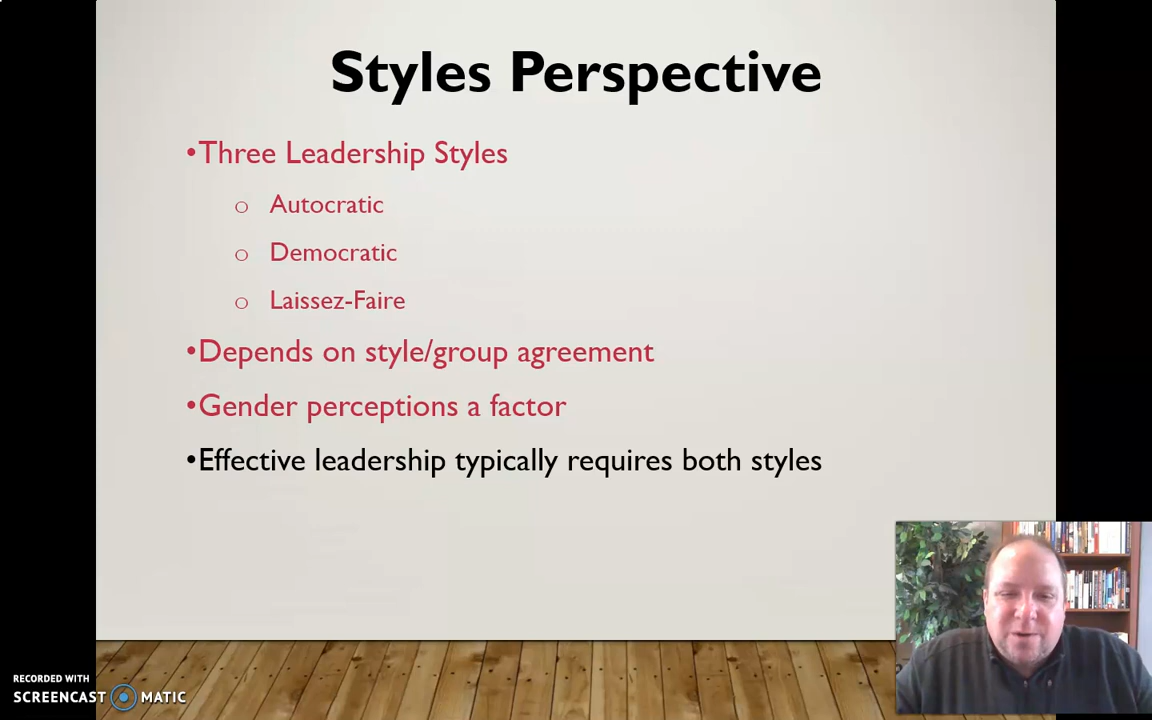 Styles Perspective
•Three Leadership Styles
o Autocratic
o Democratic
o Laissez-Faire
•Depends on style/group agreement
•Gender perceptions a factor
•Effective leadership typically requires both styles
RECORDED WITH
SCREENCAST MATIC